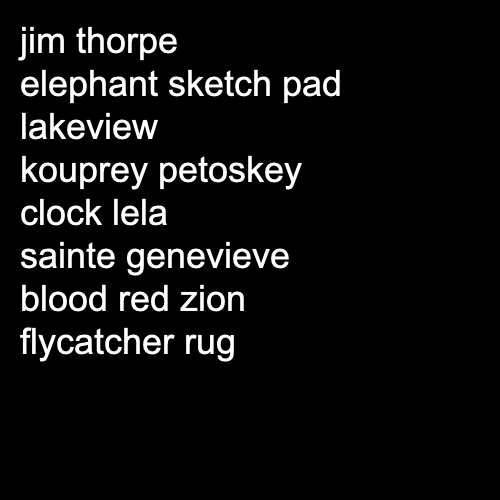 jim thorpe
elephant sketch pad
lakeview
kouprey petoskey
clock lela
sainte genevieve
blood red zion
flycatcher rug